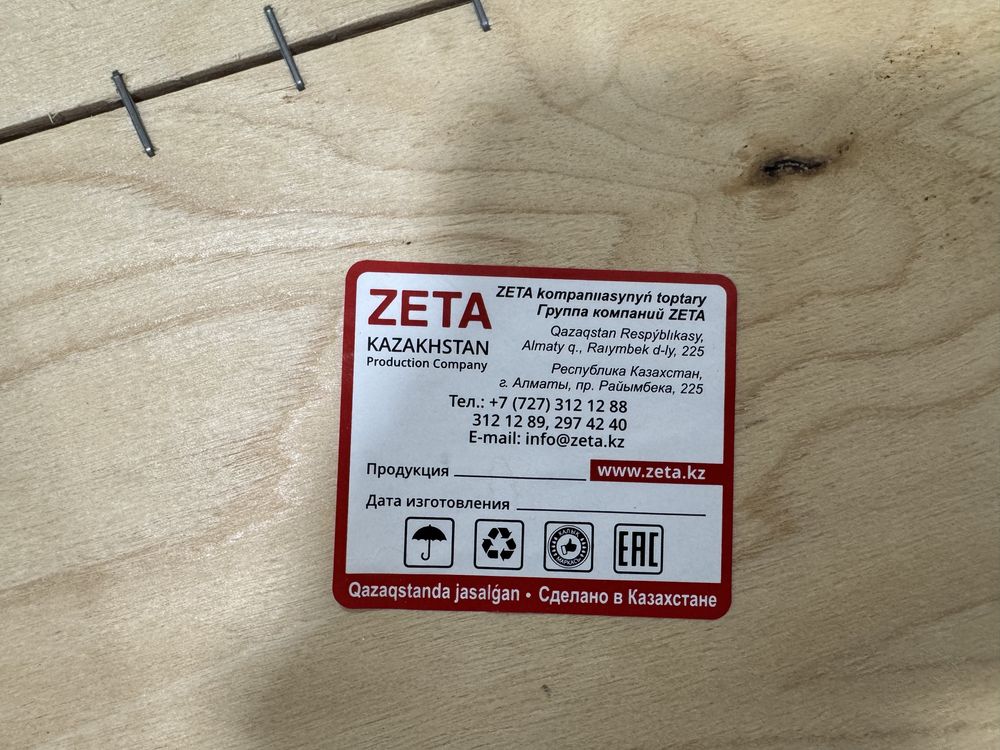 ZETA
KAZAKHSTAN
Production Company
ZETA kompanııasynyń toptary
Группа компаний ZETA
Qazaqstan Respýblıkasy,
Almaty q., Raıymbek d-ly, 225
Республика Казахстан,
г. Алматы, пр. Райымбека, 225
Тел.: +7 (727) 312 12 88
312 12 89, 297 42 40
E-mail: info@zeta.kz
Продукция
www.zeta.kz
Дата изготовления
EAC
Qazaqstanda jasalǵan • Сделано в Казахстане